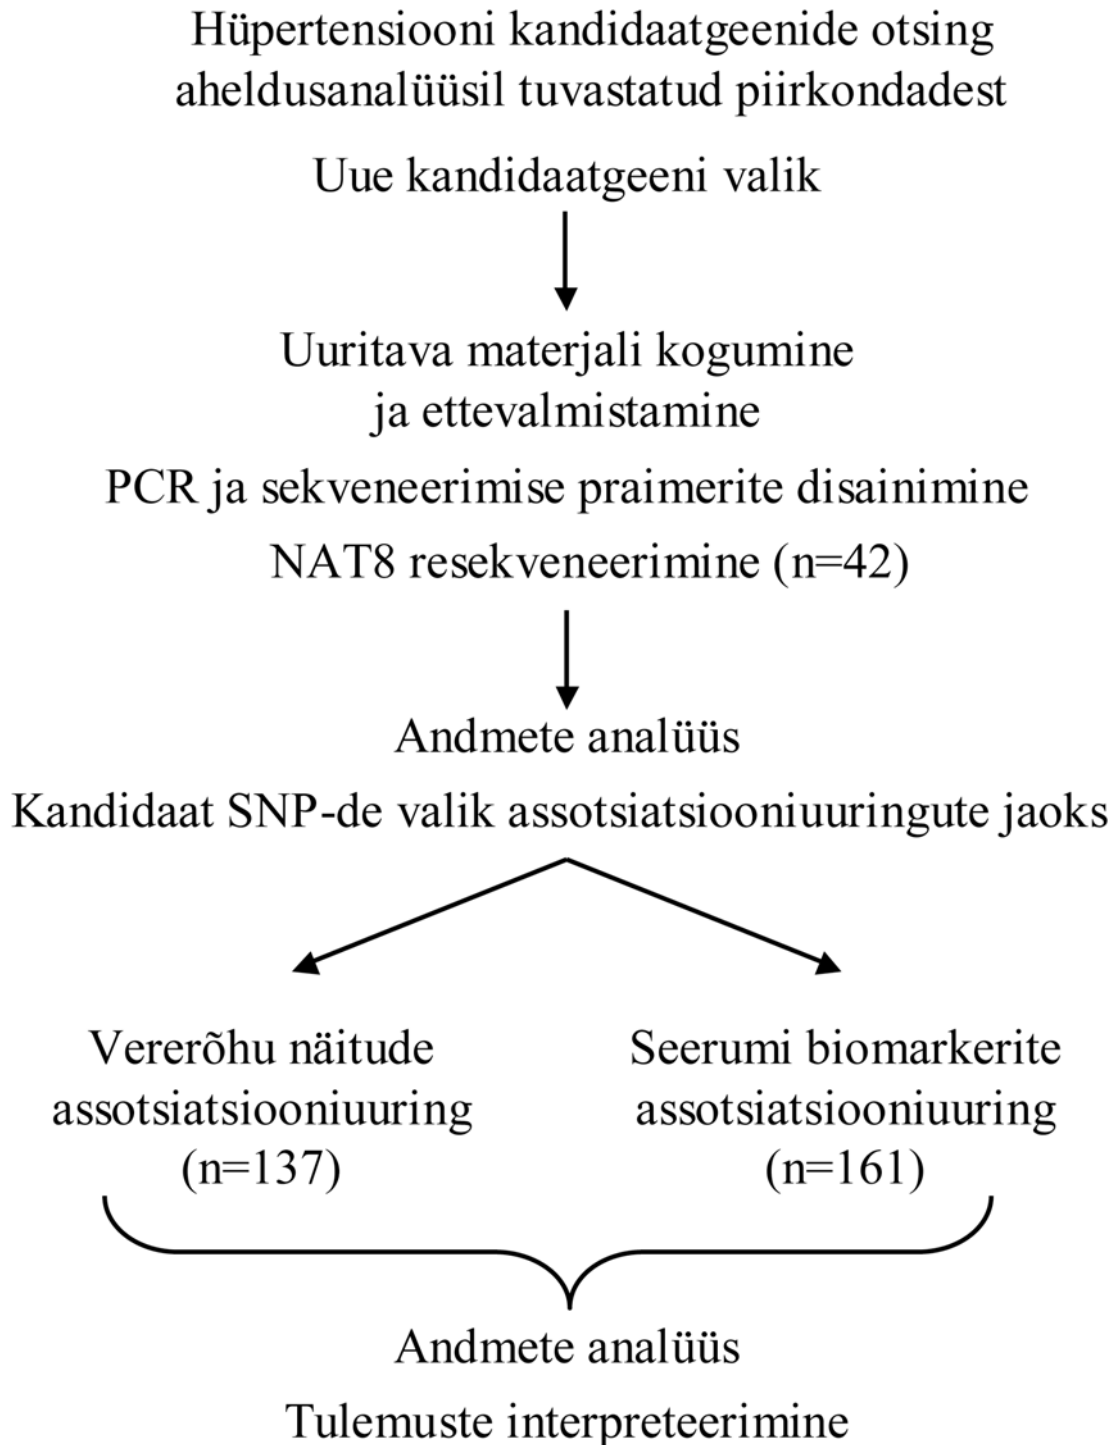 Hüpertensiooni kandidaatgeenide otsing
aheldusanalüüsil tuvastatud piirkondadest
Uue kandidaatgeeni valik
Uuritava materjali kogumine
ja ettevalmistamine
PCR ja sekveneerimise praimerite disainimine
NAT8 resekveneerimine (n=42)
Andmete analüüs
Kandidaat SNP-de valik assotsiatsiooniuuringute jaoks
Vererõhu näitude
assotsiatsiooniuuring
(n=137)
Seerumi biomarkerite
assotsiatsiooniuuring
(n=161)
Andmete analüüs
Tulemuste interpreteerimine